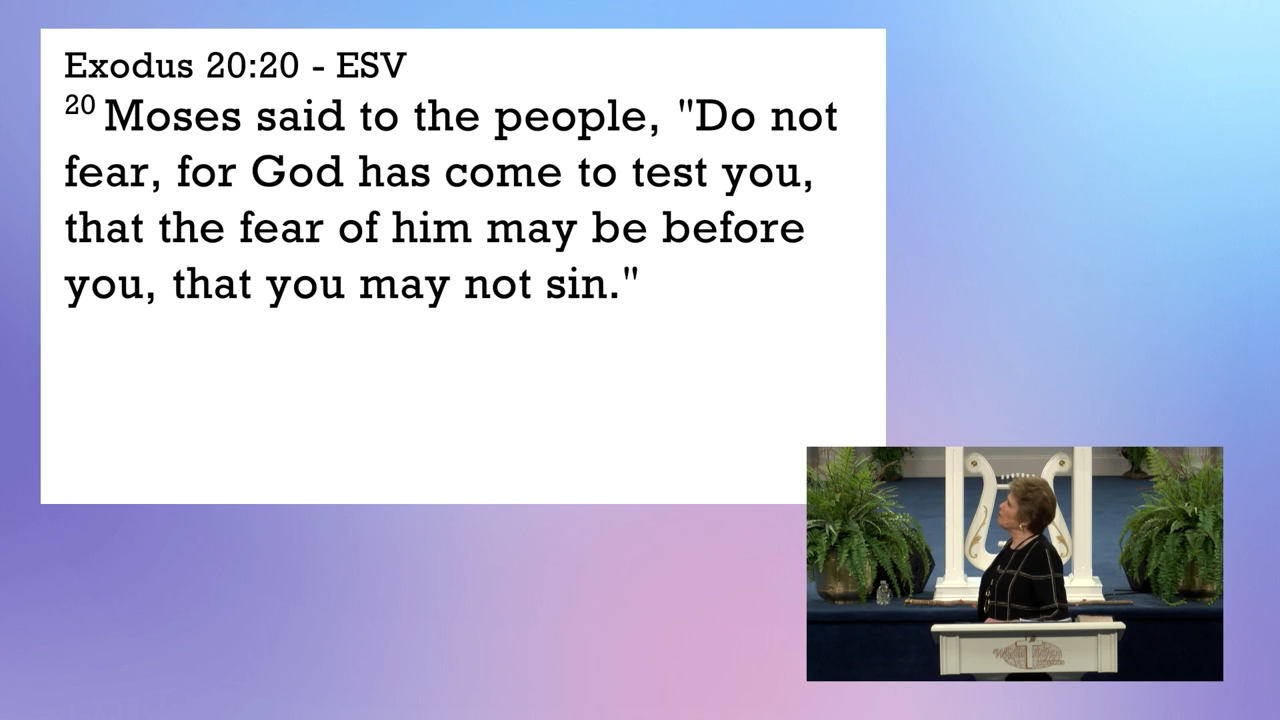 Exodus 20:20 - ESV
20 Moses said to the people, "Do not
fear, for God has come to test you,
that the fear of him may be before
you, that you may not sin."